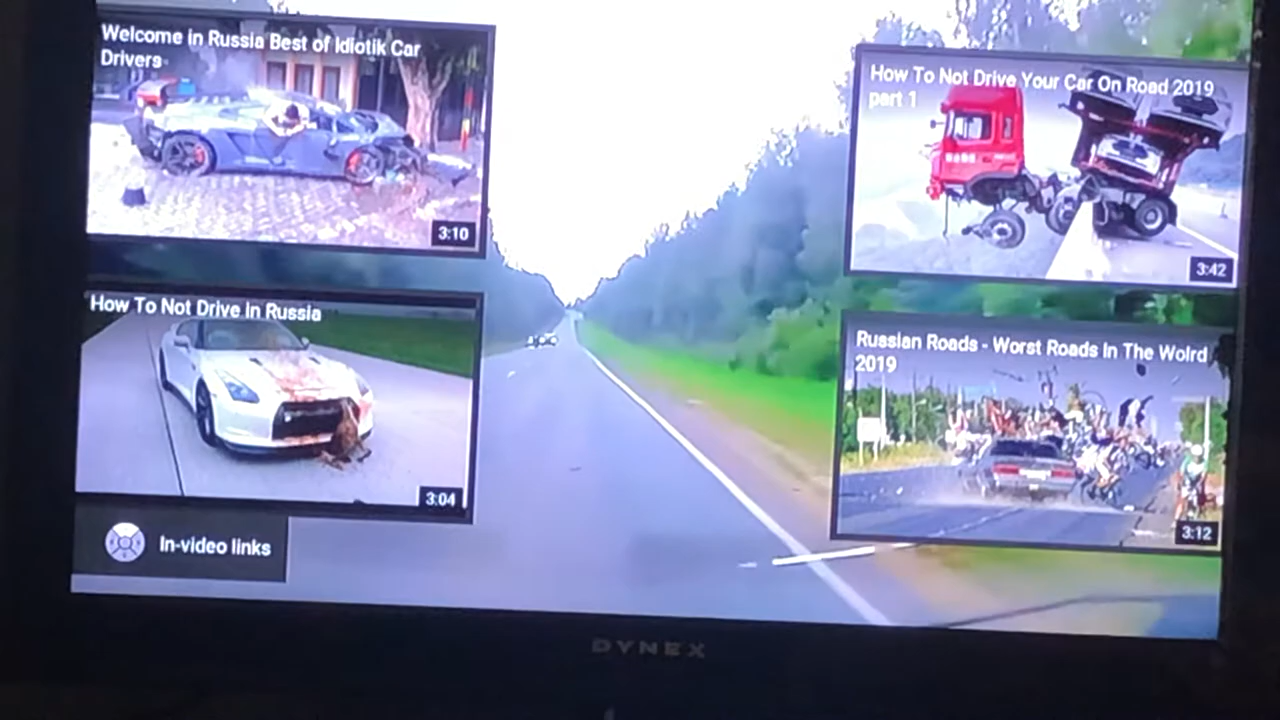 Welcome in Russia Best of Idiotik Car
Drivers
3:10
How To Not Drive Your Car On Road 2019
part 1
3:42
How To Not Drive In Russia
3:04
Russian Roads - Worst Roads In The Wolrd
2019
3:12
In-video links
DYNEX